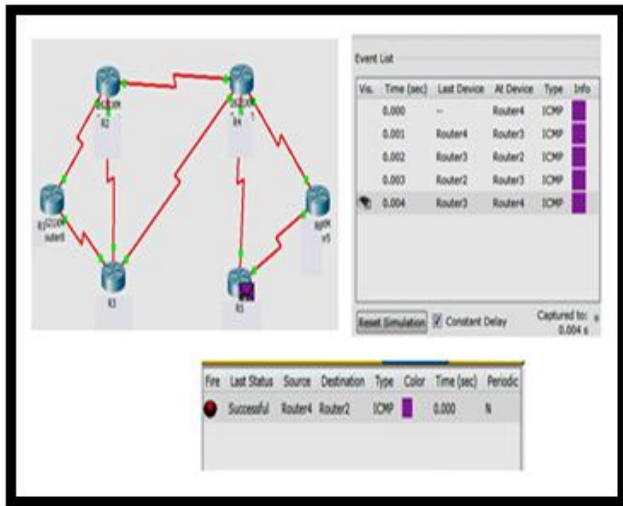 R2
R4
R3
R5
Event List
Vis. Time (sec) Last Device At Device Type Info
0.000 -- Router4 ICMP
0.001 Router4 Router3 ICMP
0.002 Router3 Router2 ICMP
0.003 Router2 Router3 ICMP
0.004 Router3 Router4 ICMP
Reset Simulation Constant Delay Captured to:
0.004 s
Fire Last Status Source Destination Type Color Time (sec) Periodic
Successful Router4 Router2 ICMP 0.000 N